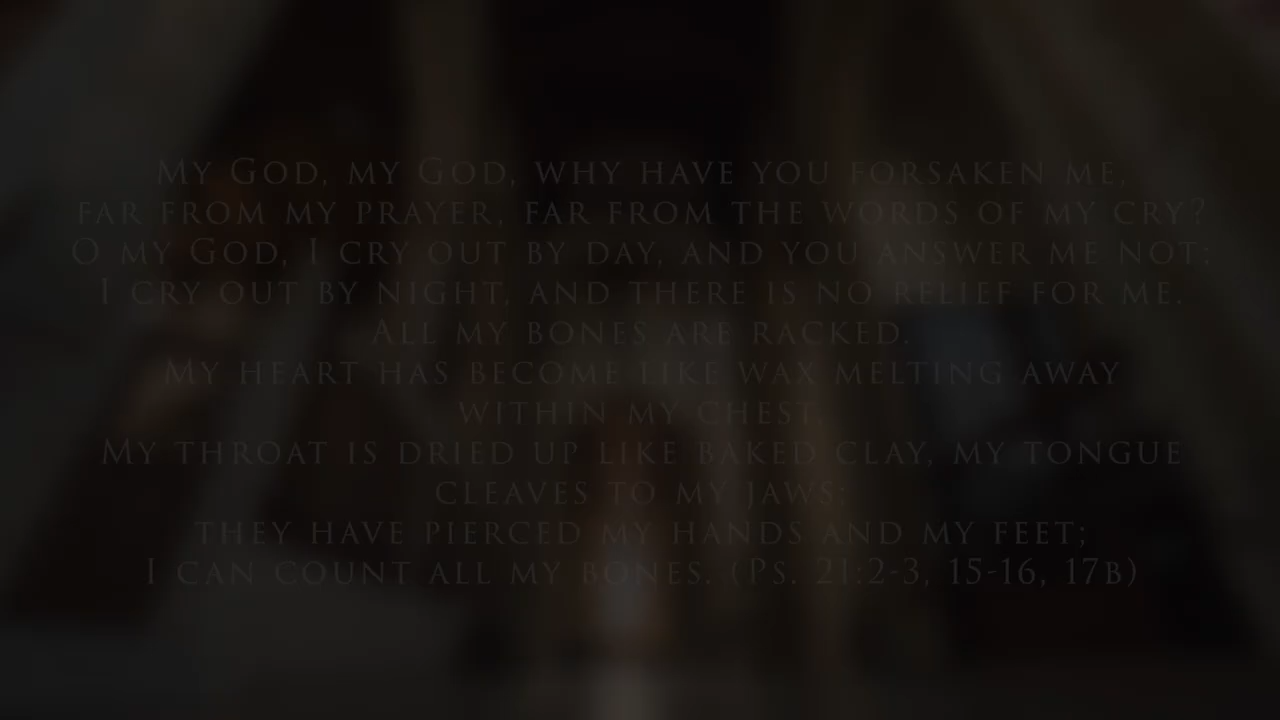 My God, my God, why have you forsaken me,
far from my prayer, far from the words of my cry?
O my God, I cry out by day, and you answer me not;
I cry out by night, and there is no relief for me.
All my bones are racked.
My heart has become like wax melting away
within my chest
My throat is dried up like baked clay, my tongue
cleaves to my jaws;
they have pierced my hands and my feet;
I can count all my bones. (Ps. 21:2-3, 15-16, 17b)